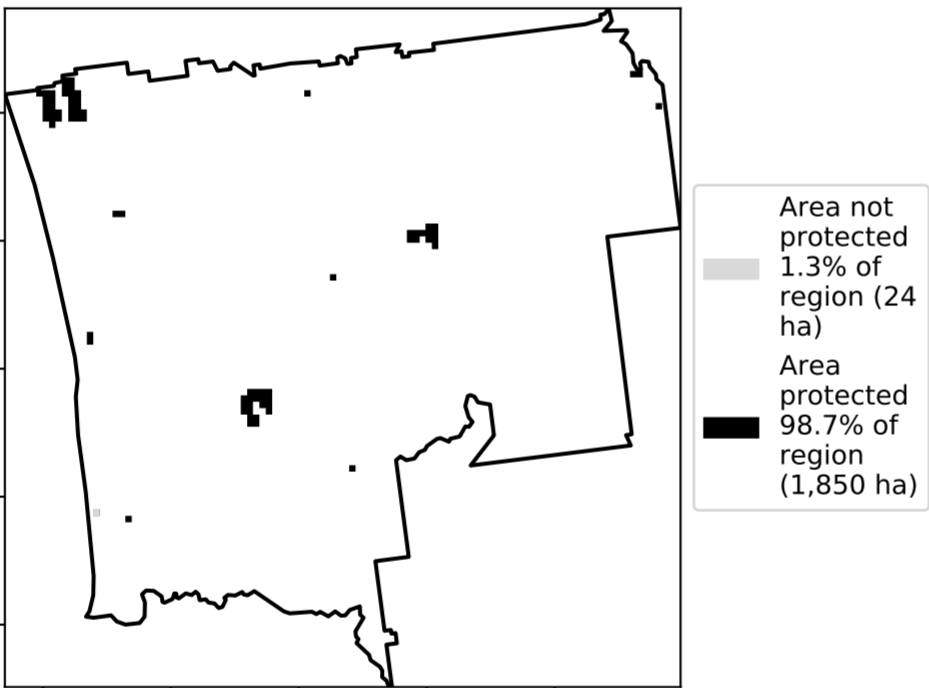 Area not
protected
1.3% of
region (24
ha)
Area
protected
98.7% of
region
(1,850 ha)